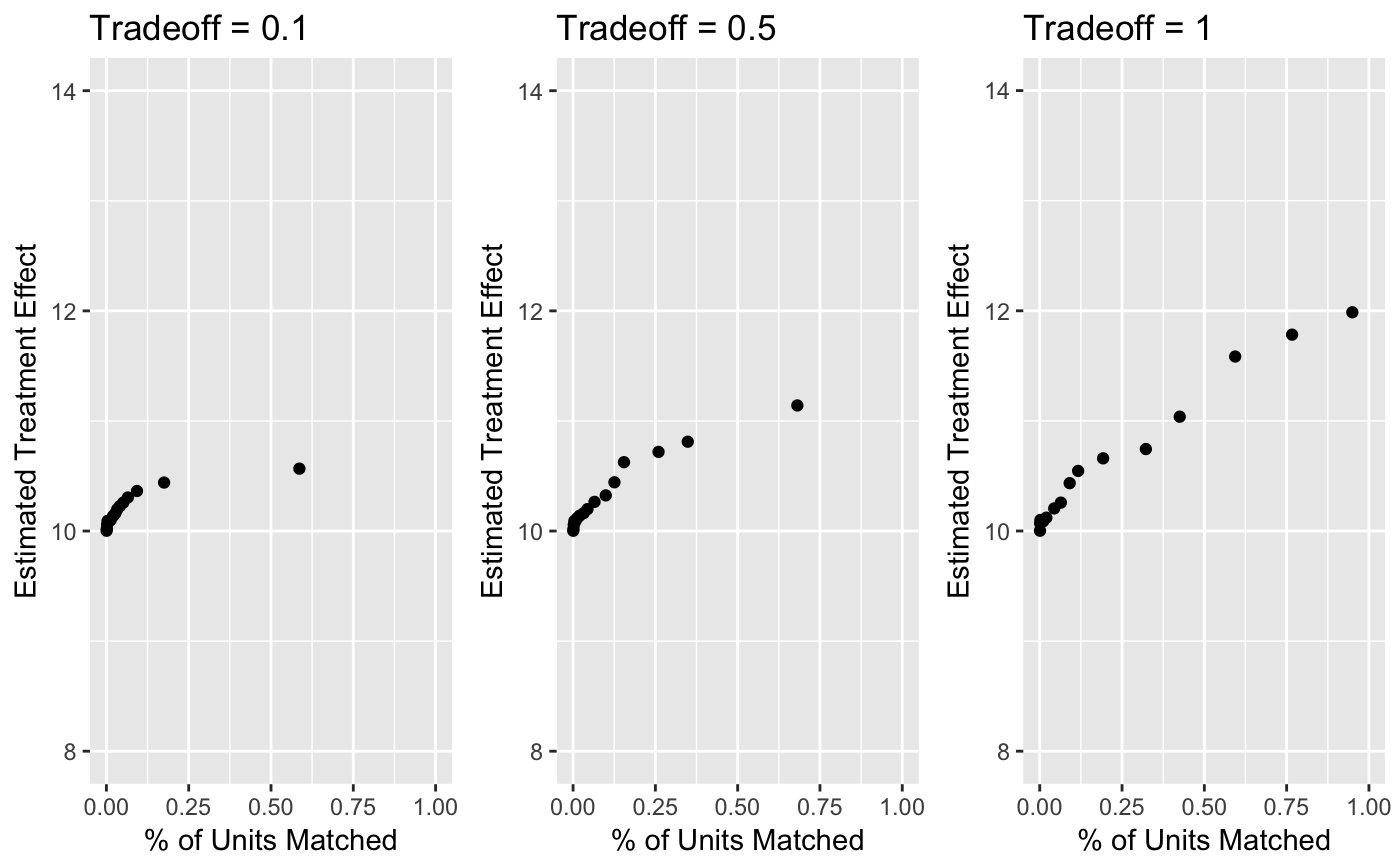 Tradeoff = 0.1
Tradeoff = 0.5
Tradeoff = 1
Estimated Treatment Effect
14
12
10
8
0.00 0.25 0.50 0.75 1.00
% of Units Matched
Estimated Treatment Effect
14
12
10
8
0.00 0.25 0.50 0.75 1.00
% of Units Matched
Estimated Treatment Effect
14
12
10
8
0.00 0.25 0.50 0.75 1.00
% of Units Matched